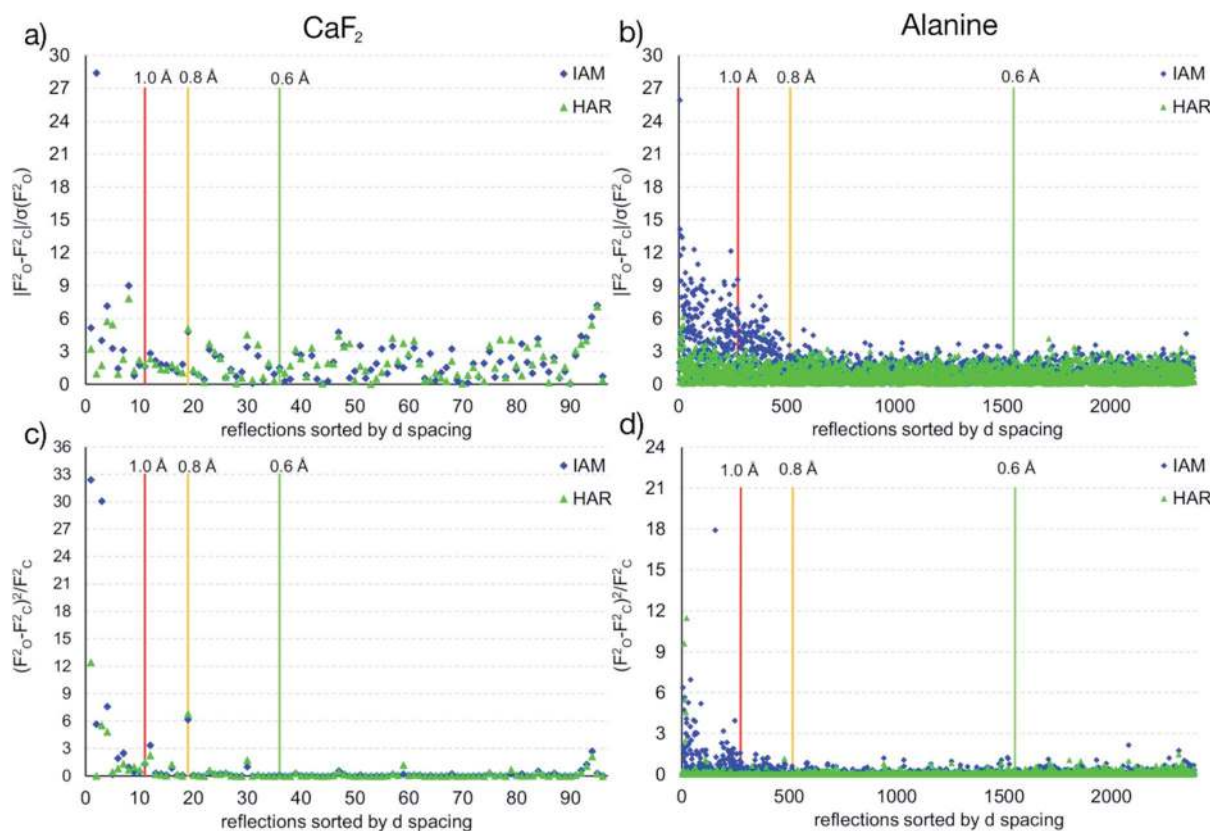 CaF₂
Alanine
a)
30
27
24
21
18
15
12
9
6
3
0
|F²O-F²C|/σ(F²O)
1.0 Å
0.8 Å
0.6 Å
IAM
HAR
0 10 20 30 40 50 60 70 80 90
reflections sorted by d spacing
b)
30
27
24
21
18
15
12
9
6
3
0
|F²O-F²C|/σ(F²O)
1.0 Å
0.8 Å
0.6 Å
IAM
HAR
0 500 1000 1500 2000
reflections sorted by d spacing
c)
36
33
30
27
24
21
18
15
12
9
6
3
0
(F²O-F²C)²/F²C
1.0 Å
0.8 Å
0.6 Å
IAM
HAR
0 10 20 30 40 50 60 70 80 90
reflections sorted by d spacing
d)
24
21
18
15
12
9
6
3
0
(F²O-F²C)²/F²C
1.0 Å
0.8 Å
0.6 Å
IAM
HAR
0 500 1000 1500 2000
reflections sorted by d spacing